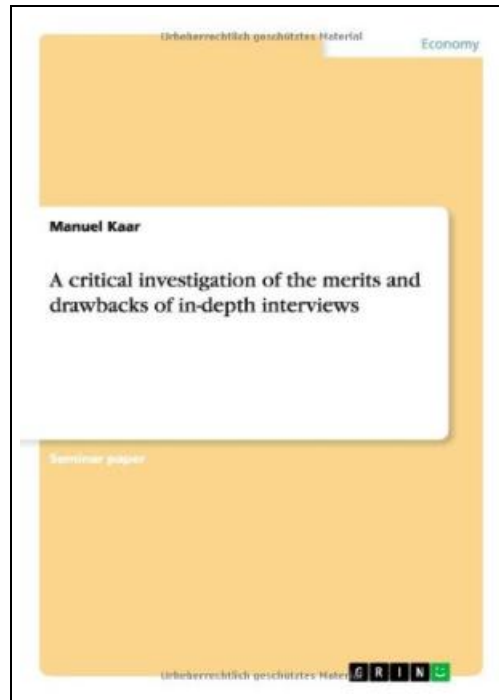 Urheberrechtlich geschütztes Material
Economy
Manuel Kaar
A critical investigation of the merits and
drawbacks of in-depth interviews
Seminar paper
Urheberrechtlich geschütztes Mater
GRIN